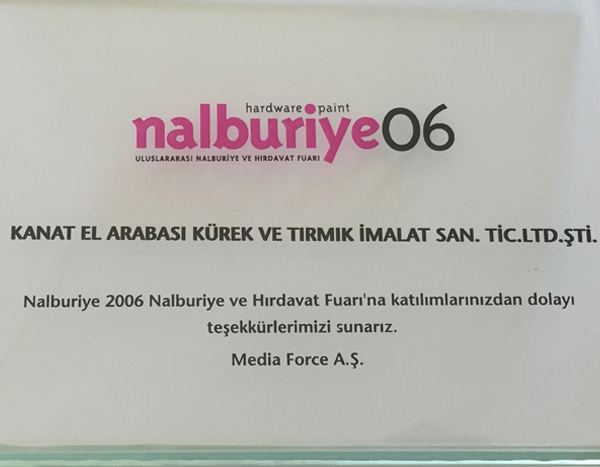 hardware paint
nalburiye06
ULUSLARARASI NALBURİYE VE HIRDAVAT FUARI
KANAT EL ARABASI KÜREK VE TIRMIK İMALAT SAN. TİC.LTD.ŞTİ.
Nalburiye 2006 Nalburiye ve Hırdavat Fuarı'na katılımlarınızdan dolayı
teşekkürlerimizi sunarız.
Media Force A.Ş.